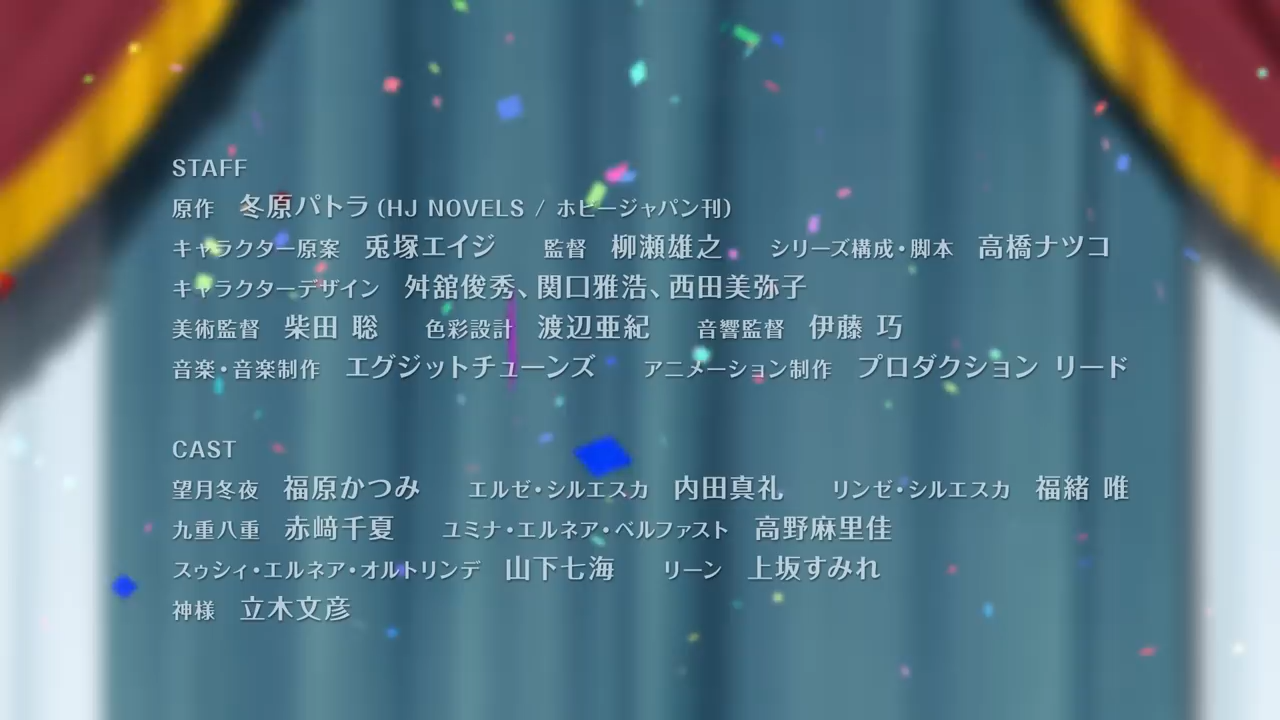 STAFF
原作　冬原パトラ（HJ NOVELS / ホビージャパン刊）
キャラクター原案　兎塚エイジ　監督　柳瀬雄之　シリーズ構成・脚本　高橋ナツコ
キャラクターデザイン　舛舘俊秀、関口雅浩、西田美弥子
美術監督　柴田 聡　色彩設計　渡辺亜紀　音響監督　伊藤 巧
音楽・音楽制作　エグジットチューンズ　アニメーション制作　プロダクション リード
CAST
望月冬夜　福原かつみ　エルゼ・シルエスカ　内田真礼　リンゼ・シルエスカ　福緒 唯
九重八重　赤﨑千夏　ユミナ・エルネア・ベルファスト　高野麻里佳
スゥシィ・エルネア・オルトリンデ　山下七海　リーン　上坂すみれ
神様　立木文彦